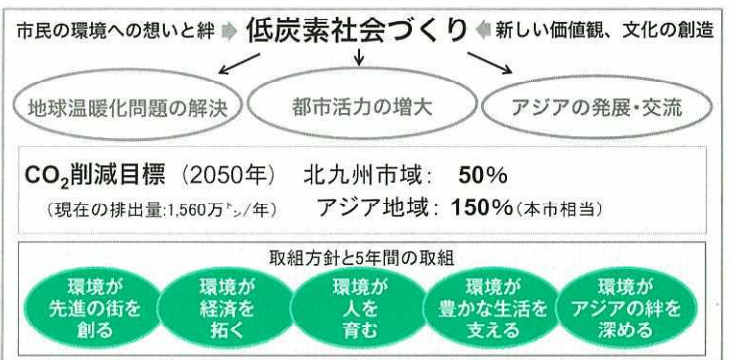 市民の環境への想いと絆 低炭素社会づくり 新しい価値観、文化の創造
地球温暖化問題の解決 都市活力の増大 アジアの発展・交流
CO₂削減目標（2050年） 北九州市域： 50%
（現在の排出量:1,560万㌧/年） アジア地域： 150%（本市相当）
取組方針と5年間の取組
環境が
先進の街を
創る
環境が
経済を
拓く
環境が
人を
育む
環境が
豊かな生活を
支える
環境が
アジアの絆を
深める